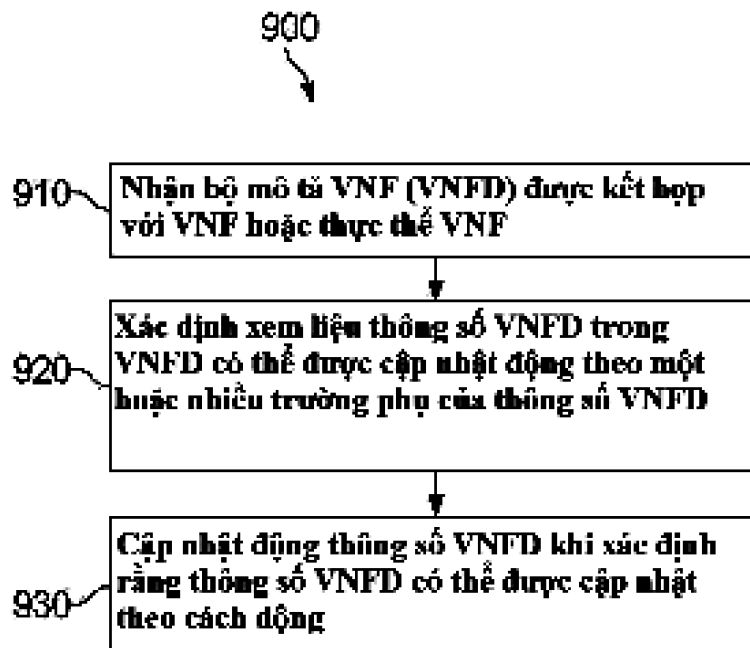 900
910
Nhận bộ mô tả VNF (VNFD) được kết hợp
với VNF hoặc thực thể VNF
920
Xác định xem liệu thông số VNFD trong
VNFD có thể được cập nhật động theo một
hoặc nhiều trường phụ của thông số VNFD
930
Cập nhật động thông số VNFD khi xác định
rằng thông số VNFD có thể được cập nhật
theo cách động